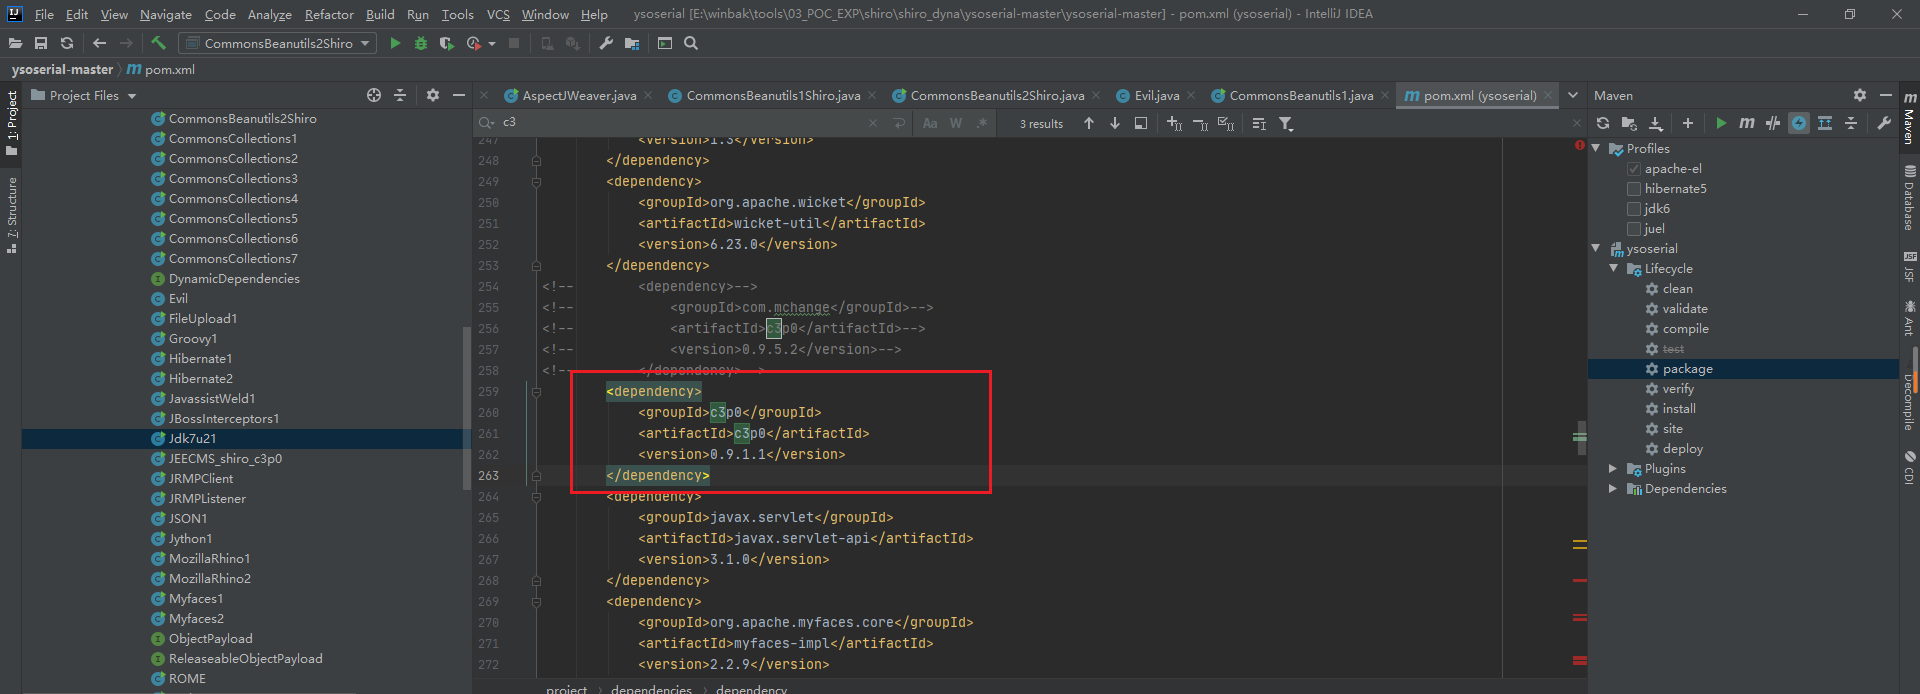 File Edit View Navigate Code Analyze Refactor Build Run Tools VCS Window Help ysoserial [E:\winbak\tools\03_POC_EXP\shiro\shiro_dyna\ysoserial-master\ysoserial-master] - pom.xml (ysoserial) - IntelliJ IDEA
CommonsBeanutils2Shiro
ysoserial-master pom.xml
1: Project
7: Structure
Project Files
CommonsBeanutils2Shiro
CommonsCollections1
CommonsCollections2
CommonsCollections3
CommonsCollections4
CommonsCollections5
CommonsCollections6
CommonsCollections7
DynamicDependencies
Evil
FileUpload1
Groovy1
Hibernate1
Hibernate2
JavassistWeld1
JBossInterceptors1
Jdk7u21
JEECMS_shiro_c3p0
JRMPClient
JRMPListener
JSON1
Jython1
MozillaRhino1
MozillaRhino2
Myfaces1
Myfaces2
ObjectPayload
ReleaseableObjectPayload
ROME
AspectJWeaver.java CommonsBeanutils1Shiro.java CommonsBeanutils2Shiro.java Evil.java CommonsBeanutils1.java pom.xml (ysoserial)
c3 Aa W .* 3 results
247 <version>1.3</version>
248 </dependency>
249 <dependency>
250 <groupId>org.apache.wicket</groupId>
251 <artifactId>wicket-util</artifactId>
252 <version>6.23.0</version>
253 </dependency>
254 <!-- <dependency>-->
255 <!-- <groupId>com.mchange</groupId>-->
256 <!-- <artifactId>c3p0</artifactId>-->
257 <!-- <version>0.9.5.2</version>-->
258 <!-- </dependency>-->
259 <dependency>
260 <groupId>c3p0</groupId>
261 <artifactId>c3p0</artifactId>
262 <version>0.9.1.1</version>
263 </dependency>
264 <dependency>
265 <groupId>javax.servlet</groupId>
266 <artifactId>javax.servlet-api</artifactId>
267 <version>3.1.0</version>
268 </dependency>
269 <dependency>
270 <groupId>org.apache.myfaces.core</groupId>
271 <artifactId>myfaces-impl</artifactId>
272 <version>2.2.9</version>
project dependencies dependency
Maven
Profiles
apache-el
hibernate5
jdk6
juel
ysoserial
Lifecycle
clean
validate
compile
test
package
verify
install
site
deploy
Plugins
Dependencies
Maven
Database
JSF
Ant
Decompile
CDI